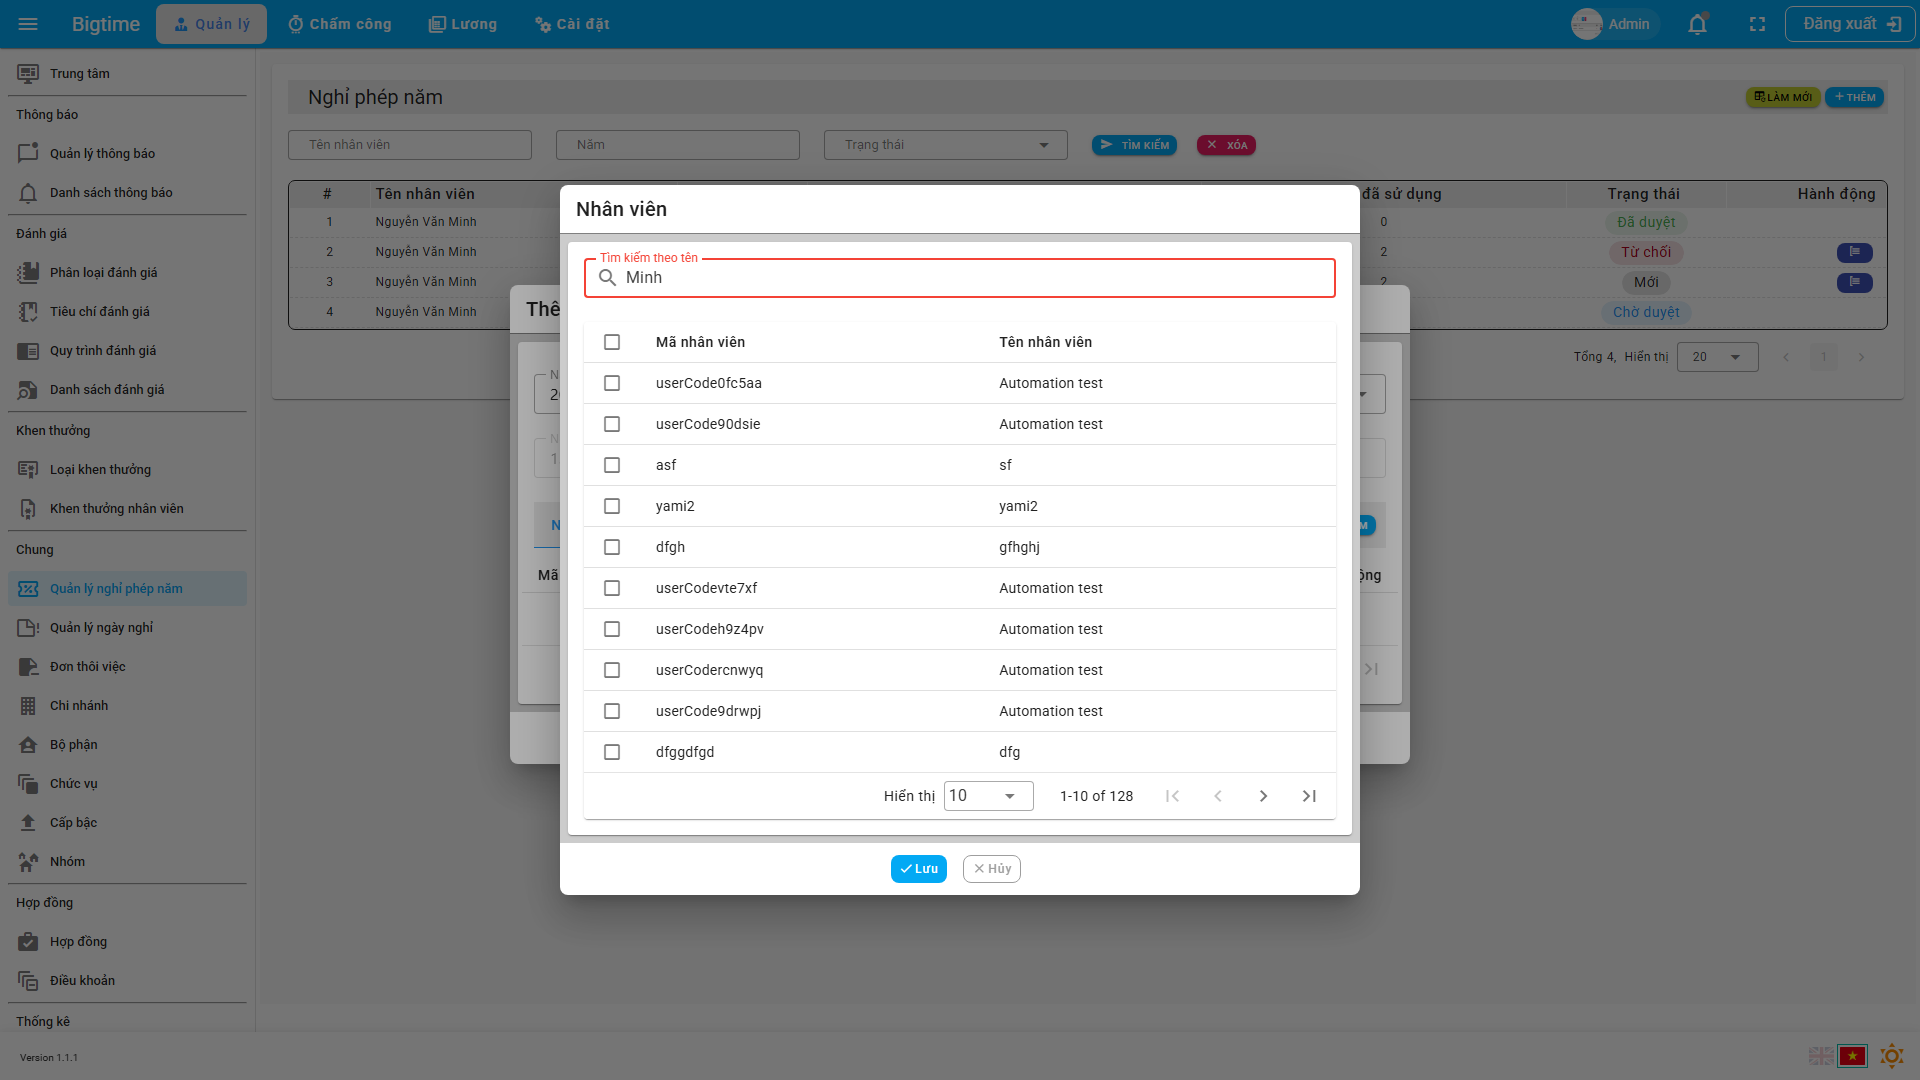 Bigtime
Quản lý
Chấm công
Lương
Cài đặt
Admin
Đăng xuất
Trung tâm
Thông báo
Quản lý thông báo
Danh sách thông báo
Đánh giá
Phân loại đánh giá
Tiêu chí đánh giá
Quy trình đánh giá
Danh sách đánh giá
Khen thưởng
Loại khen thưởng
Khen thưởng nhân viên
Chung
Quản lý nghỉ phép năm
Quản lý ngày nghỉ
Đơn thôi việc
Chi nhánh
Bộ phận
Chức vụ
Cấp bậc
Nhóm
Hợp đồng
Hợp đồng
Điều khoản
Thống kê
Version 1.1.1
Nghỉ phép năm
LÀM MỚI
THÊM
Tên nhân viên
Năm
Trạng thái
TÌM KIẾM
XÓA
# Tên nhân viên đã sử dụng Trạng thái Hành động
1 Nguyễn Văn Minh 0 Đã duyệt
2 Nguyễn Văn Minh 2 Từ chối
3 Nguyễn Văn Minh 2 Mới
4 Nguyễn Văn Minh Chờ duyệt
Tổng 4, Hiển thị 20 1
Thê
N
2
N
1
N
M
Mã
ộng
Nhân viên
Tìm kiếm theo tên
Minh
Mã nhân viên Tên nhân viên
userCode0fc5aa Automation test
userCode90dsie Automation test
asf sf
yami2 yami2
dfgh gfhghj
userCodevte7xf Automation test
userCodeh9z4pv Automation test
userCodercnwyq Automation test
userCode9drwpj Automation test
dfggdfgd dfg
Hiển thị 10 1-10 of 128
Lưu
Hủy